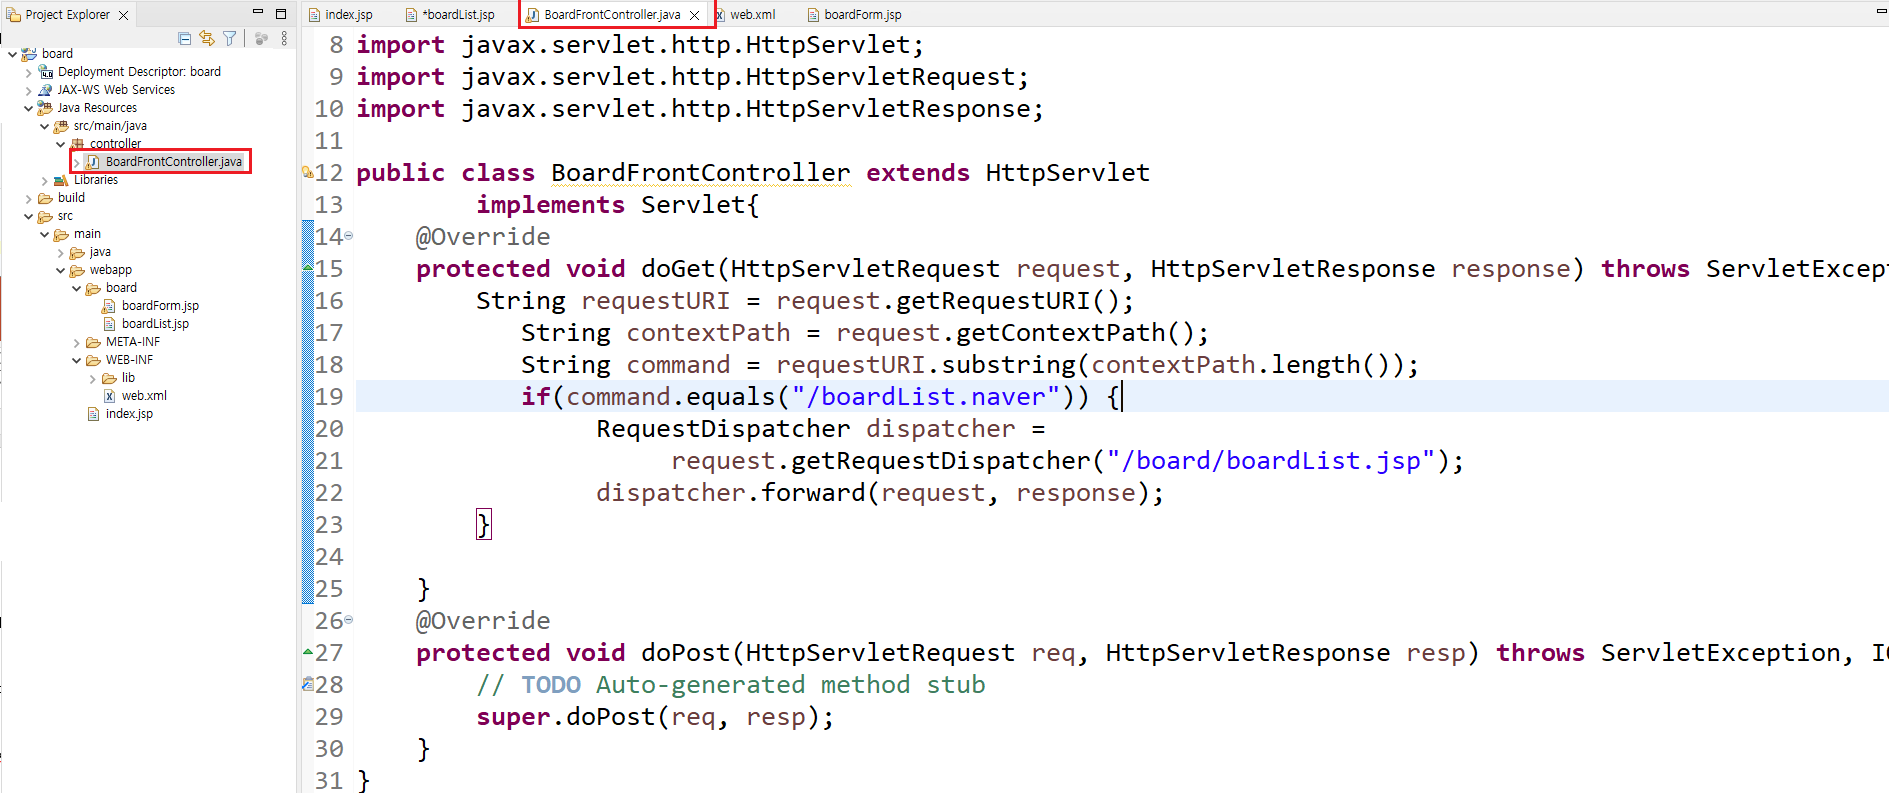 Project Explorer
board
Deployment Descriptor: board
JAX-WS Web Services
Java Resources
src/main/java
controller
BoardFrontController.java
Libraries
build
src
main
java
webapp
board
boardForm.jsp
boardList.jsp
META-INF
WEB-INF
lib
web.xml
index.jsp
index.jsp *boardList.jsp BoardFrontController.java web.xml boardForm.jsp
8 import javax.servlet.http.HttpServlet;
9 import javax.servlet.http.HttpServletRequest;
10 import javax.servlet.http.HttpServletResponse;
11
12 public class BoardFrontController extends HttpServlet
13 implements Servlet{
14 @Override
15 protected void doGet(HttpServletRequest request, HttpServletResponse response) throws ServletExcept
16 String requestURI = request.getRequestURI();
17 String contextPath = request.getContextPath();
18 String command = requestURI.substring(contextPath.length());
19 if(command.equals("/boardList.naver")) {
20 RequestDispatcher dispatcher =
21 request.getRequestDispatcher("/board/boardList.jsp");
22 dispatcher.forward(request, response);
23 }
24
25 }
26 @Override
27 protected void doPost(HttpServletRequest req, HttpServletResponse resp) throws ServletException, IO
28 // TODO Auto-generated method stub
29 super.doPost(req, resp);
30 }
31 }